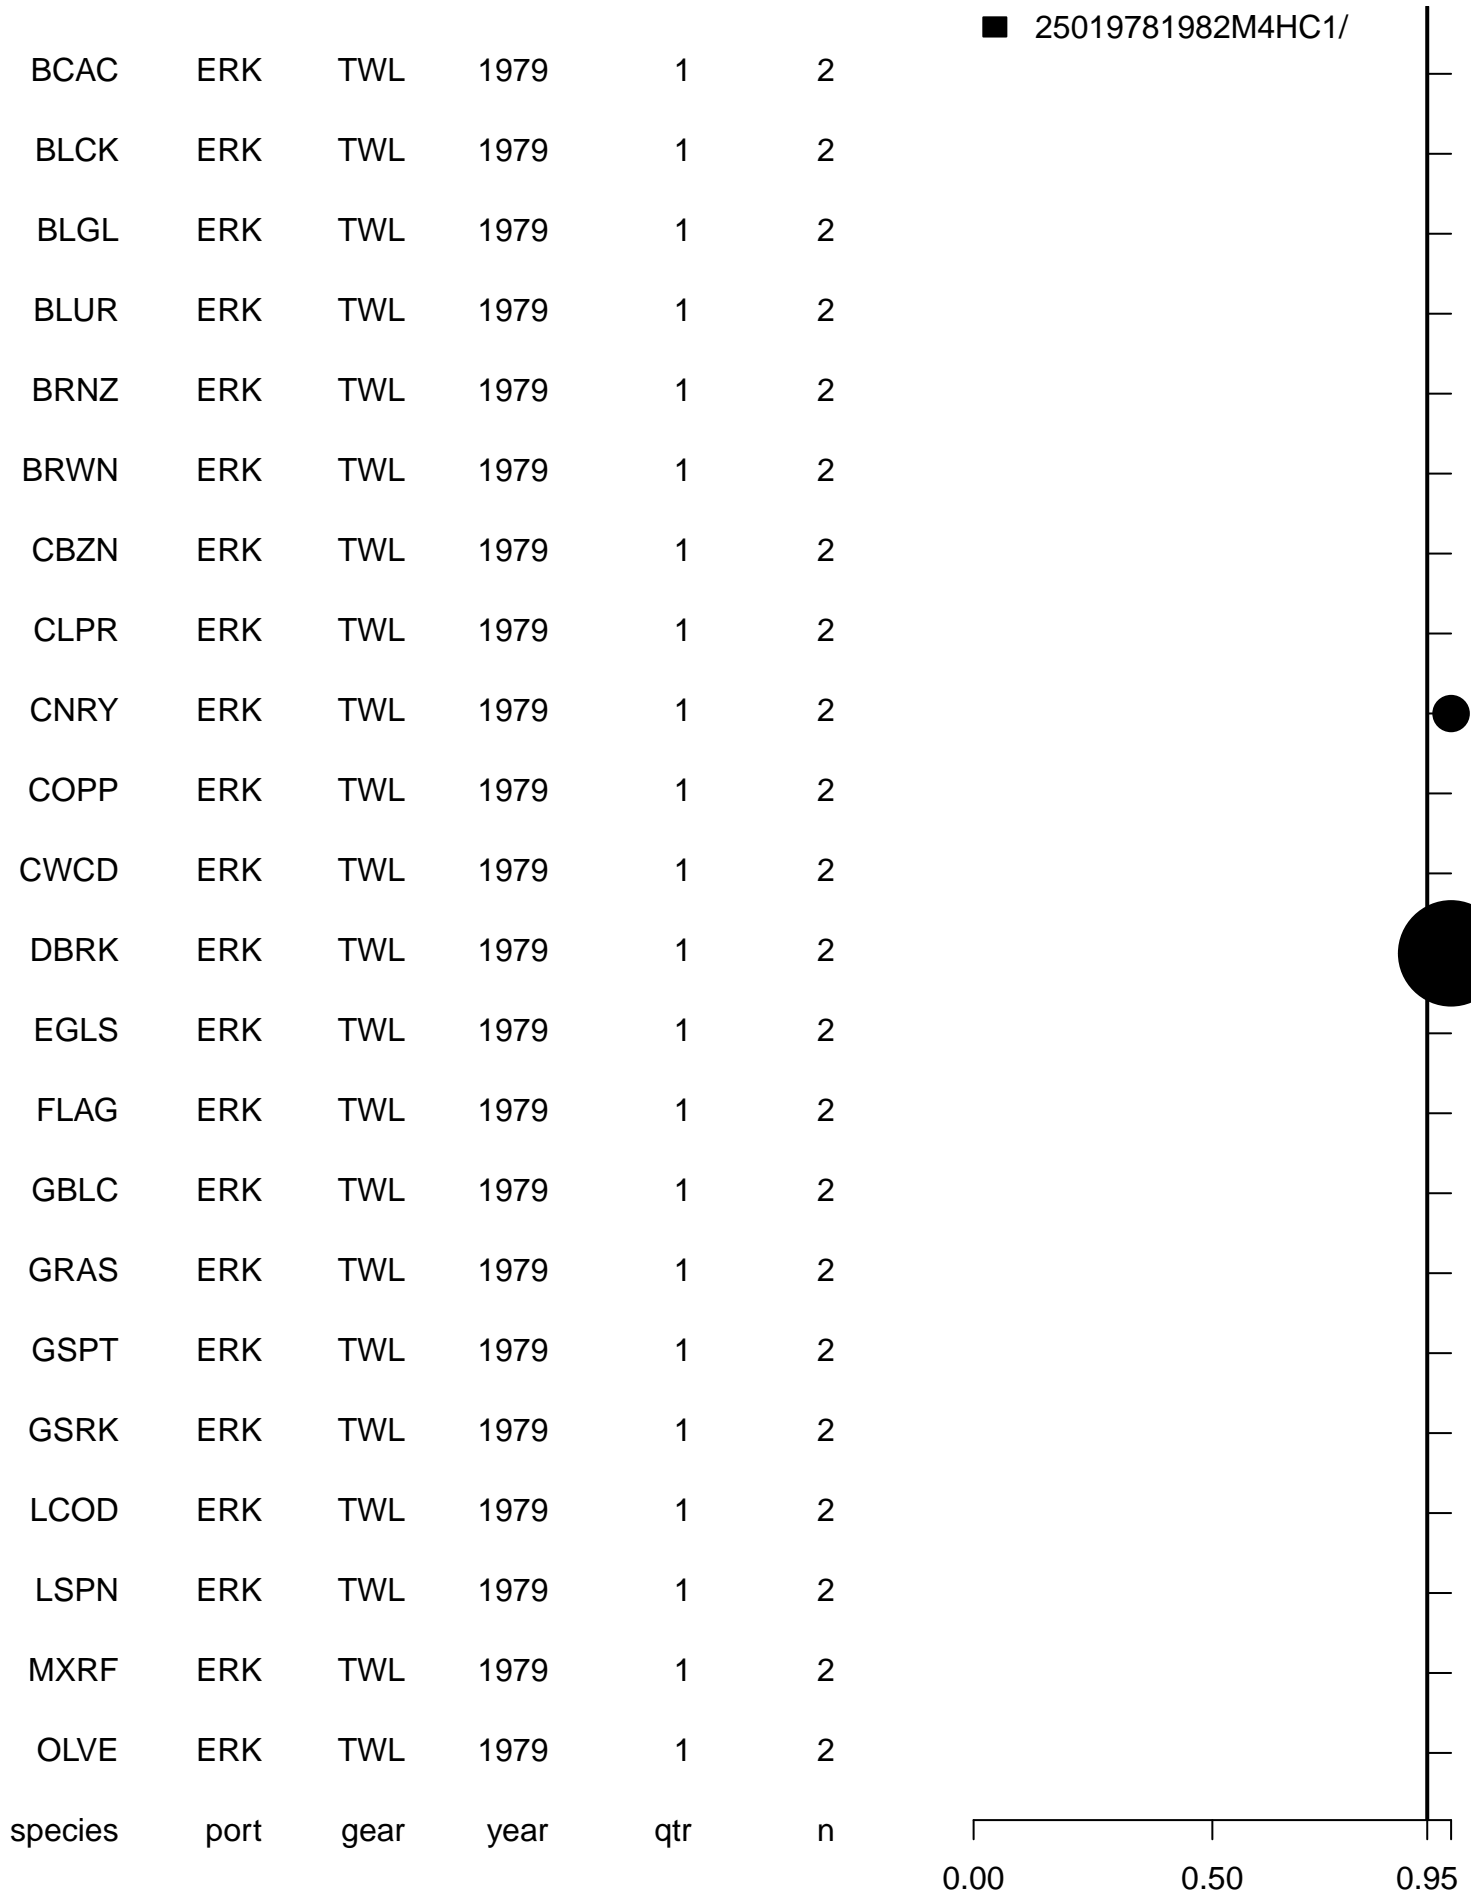 25019781982M4HC1/
BCAC ERK TWL 1979 1 2
BLCK ERK TWL 1979 1 2
BLGL ERK TWL 1979 1 2
BLUR ERK TWL 1979 1 2
BRNZ ERK TWL 1979 1 2
BRWN ERK TWL 1979 1 2
CBZN ERK TWL 1979 1 2
CLPR ERK TWL 1979 1 2
CNRY ERK TWL 1979 1 2
COPP ERK TWL 1979 1 2
CWCD ERK TWL 1979 1 2
DBRK ERK TWL 1979 1 2
EGLS ERK TWL 1979 1 2
FLAG ERK TWL 1979 1 2
GBLC ERK TWL 1979 1 2
GRAS ERK TWL 1979 1 2
GSPT ERK TWL 1979 1 2
GSRK ERK TWL 1979 1 2
LCOD ERK TWL 1979 1 2
LSPN ERK TWL 1979 1 2
MXRF ERK TWL 1979 1 2
OLVE ERK TWL 1979 1 2
species port gear year qtr n
0.00 0.50 0.95